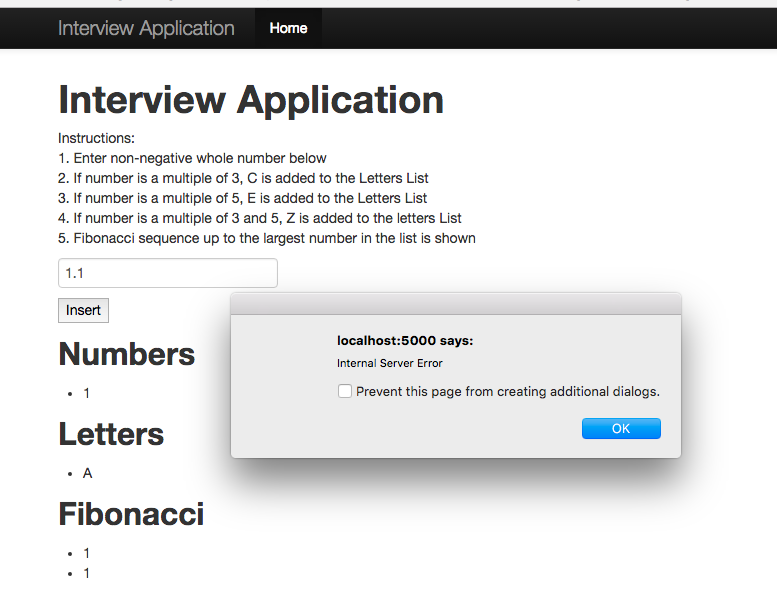 Interview Application Home
Interview Application
Instructions:
1. Enter non-negative whole number below
2. If number is a multiple of 3, C is added to the Letters List
3. If number is a multiple of 5, E is added to the Letters List
4. If number is a multiple of 3 and 5, Z is added to the letters List
5. Fibonacci sequence up to the largest number in the list is shown
1.1
Insert
localhost:5000 says:
Internal Server Error
Prevent this page from creating additional dialogs.
OK
Numbers
• 1
Letters
• A
Fibonacci
• 1
• 1